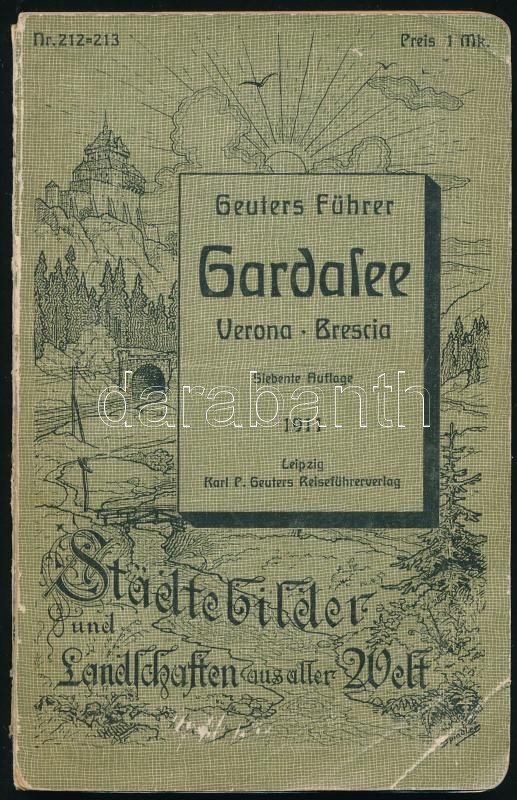 Nr. 212=213 Preis 1 Mk.
Geuters Führer
Gardasee
Verona · Brescia
Siebente Auflage
darabanth
1911
Leipzig
Karl P. Geuters Reiseführerverlag
Städtebilder
und
Landschaften aus aller Welt